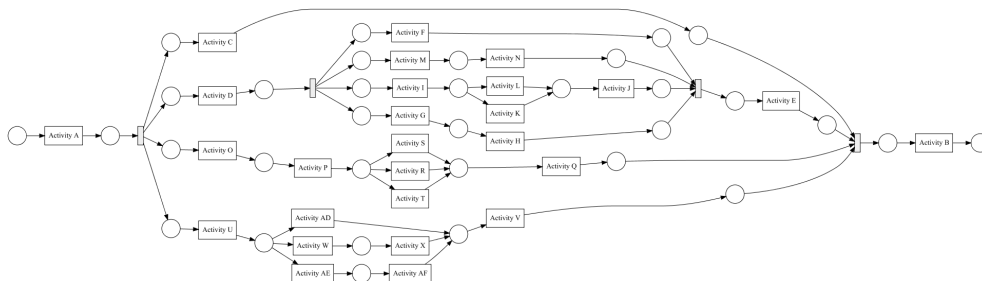 Activity C
Activity F
Activity M
Activity N
Activity D
Activity I
Activity L
Activity J
Activity E
Activity K
Activity G
Activity A
Activity H
Activity B
Activity O
Activity S
Activity P
Activity R
Activity Q
Activity T
Activity U
Activity AD
Activity V
Activity W
Activity X
Activity AE
Activity AF